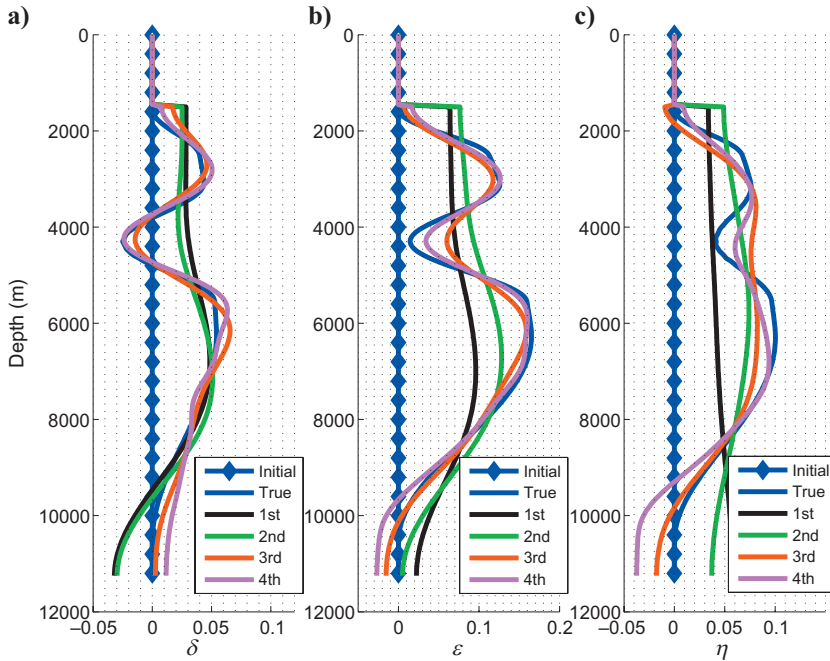 a)
0
2000
4000
6000
8000
10000
12000
Depth (m)
−0.05 0 0.05 0.1
δ
Initial
True
1st
2nd
3rd
4th
b)
0
2000
4000
6000
8000
10000
12000
0 0.1 0.2
ε
Initial
True
1st
2nd
3rd
4th
c)
0
2000
4000
6000
8000
10000
12000
−0.05 0 0.05 0.1
η
Initial
True
1st
2nd
3rd
4th